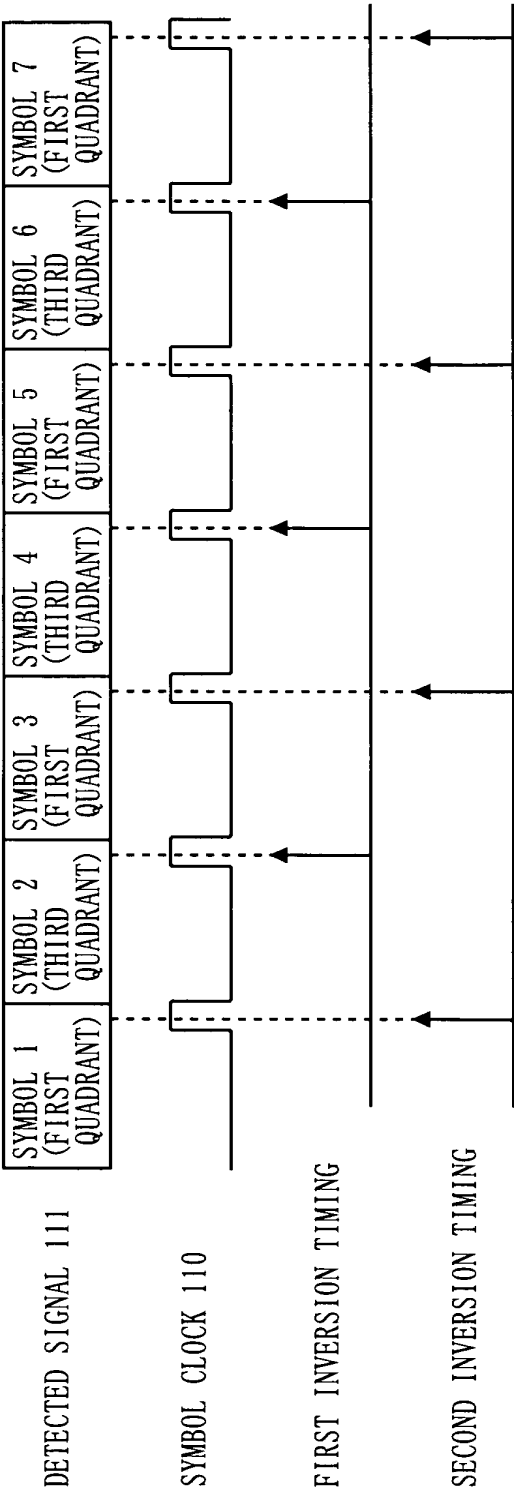 DETECTED SIGNAL 111
SYMBOL 1
(FIRST
QUADRANT)
SYMBOL 2
(THIRD
QUADRANT)
SYMBOL 3
(FIRST
QUADRANT)
SYMBOL 4
(THIRD
QUADRANT)
SYMBOL 5
(FIRST
QUADRANT)
SYMBOL 6
(THIRD
QUADRANT)
SYMBOL 7
(FIRST
QUADRANT)
SYMBOL CLOCK 110
FIRST INVERSION TIMING
SECOND INVERSION TIMING